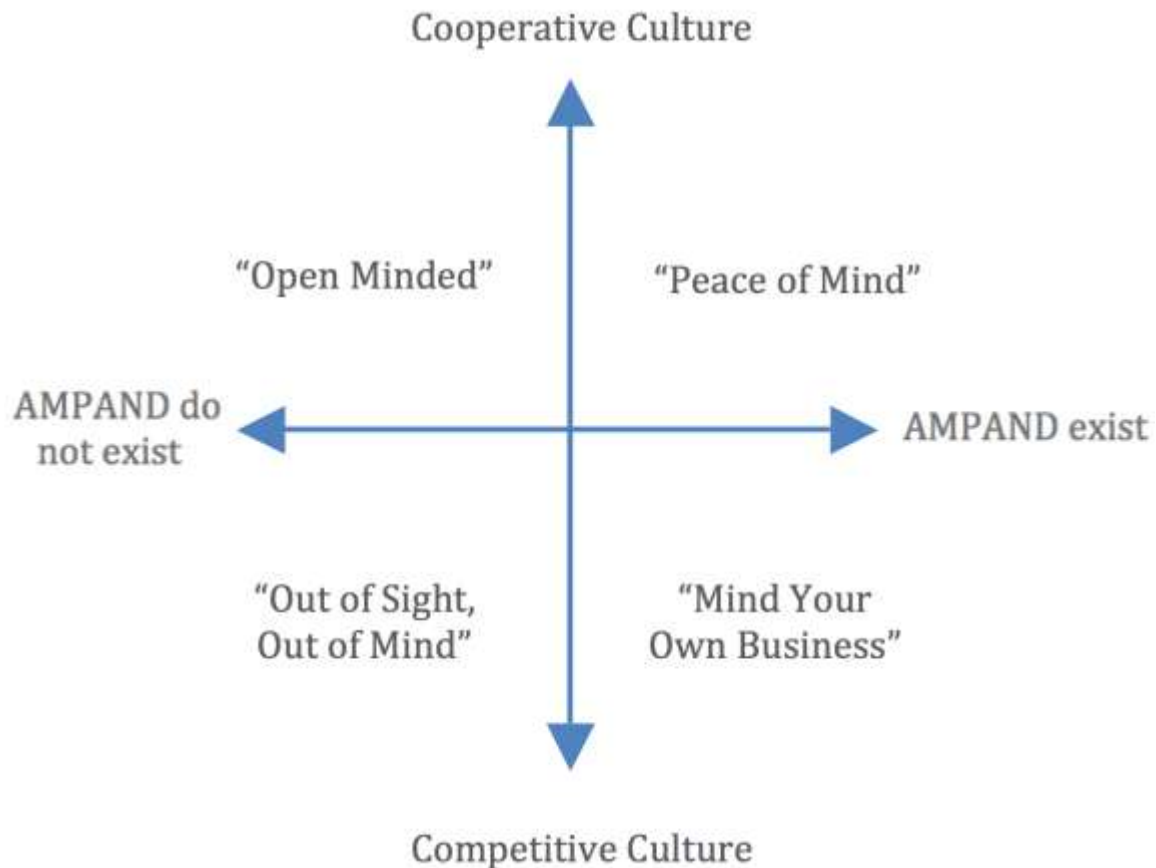 Cooperative Culture
“Open Minded”
“Peace of Mind”
AMPAND do
not exist
AMPAND exist
“Out of Sight,
Out of Mind”
“Mind Your
Own Business”
Competitive Culture